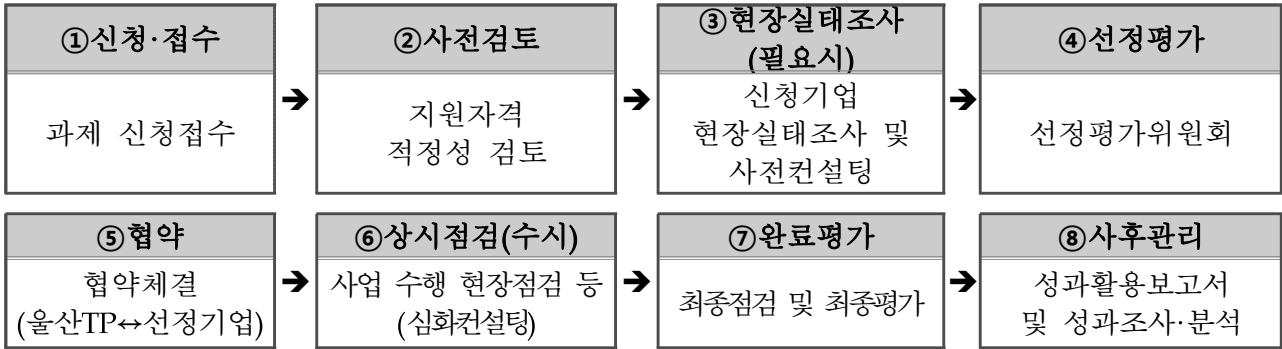 ①신청·접수
과제 신청접수
➔
②사전검토
지원자격
적정성 검토
➔
③현장실태조사
(필요시)
신청기업
현장실태조사 및
사전컨설팅
➔
④선정평가
선정평가위원회
⑤협약
협약체결
(울산TP↔선정기업)
➔
⑥상시점검(수시)
사업 수행 현장점검 등
(심화컨설팅)
➔
⑦완료평가
최종점검 및 최종평가
➔
⑧사후관리
성과활용보고서
및 성과조사·분석